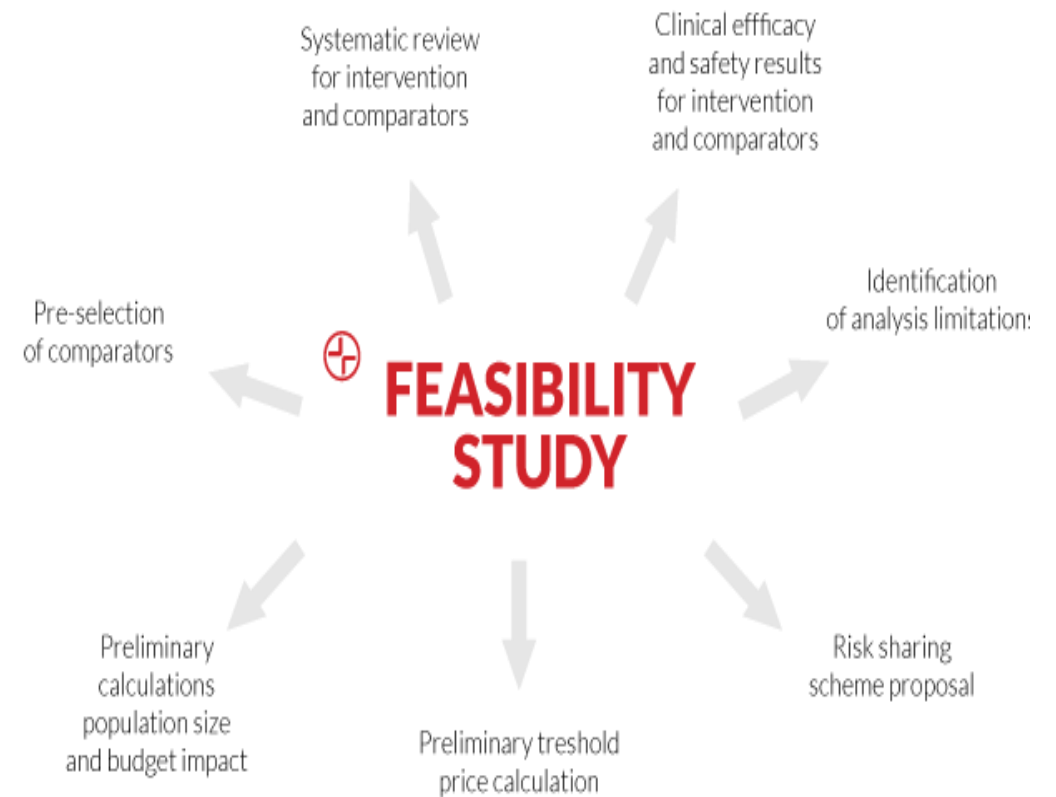 Systematic review
for intervention
and comparators
Clinical effficacy
and safety results
for intervention
and comparators
Identification
of analysis limitations
Pre-selection
of comparators
FEASIBILITY
STUDY
Preliminary
calculations
population size
and budget impact
Preliminary treshold
price calculation
Risk sharing
scheme proposal